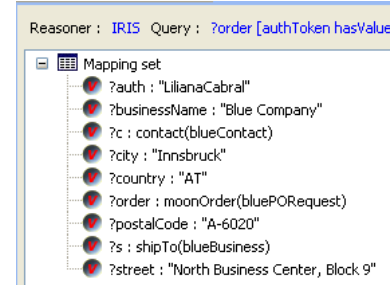 Reasoner : IRIS Query : ?order [authToken hasValue
Mapping set
?auth : "LilianaCabral"
?businessName : "Blue Company"
?c : contact(blueContact)
?city : "Innsbruck"
?country : "AT"
?order : moonOrder(bluePORequest)
?postalCode : "A-6020"
?s : shipTo(blueBusiness)
?street : "North Business Center, Block 9"